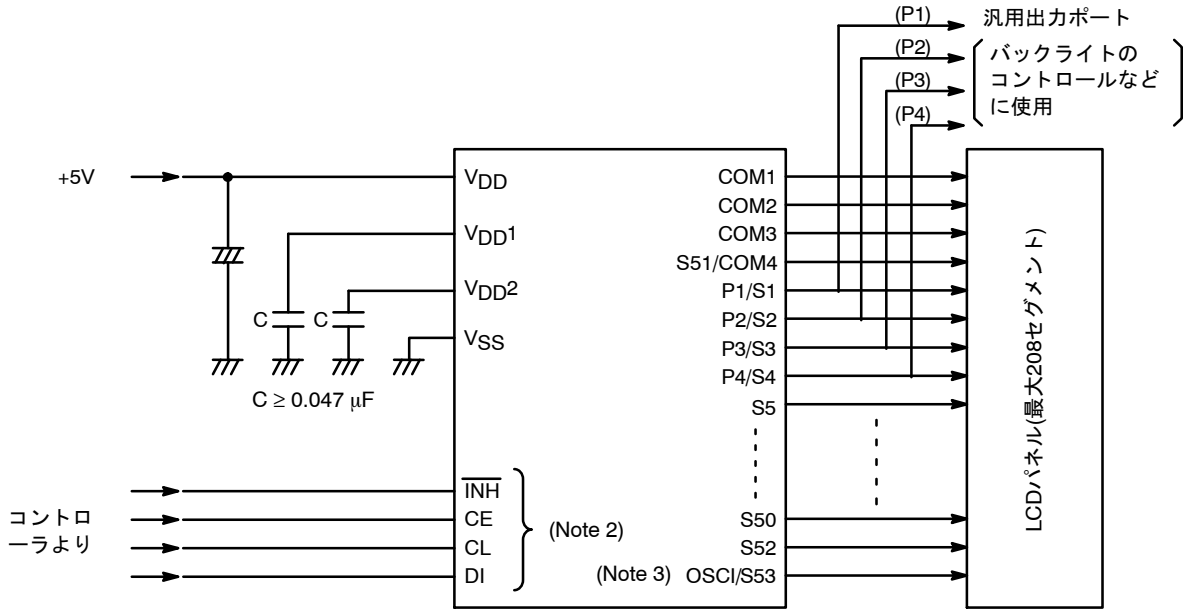 (P1)
汎用出力ポート
(P2)
(P3)
(P4)
バックライトの
コントロールなど
に使用
+5V
VDD
VDD1
VDD2
VSS
C
C
C ≥ 0.047 μF
コントロ
ーラより
INH
CE
CL
DI
(Note 2)
(Note 3)
COM1
COM2
COM3
S51/COM4
P1/S1
P2/S2
P3/S3
P4/S4
S5
S50
S52
OSCI/S53
LCDパネル(最大208セグメント)